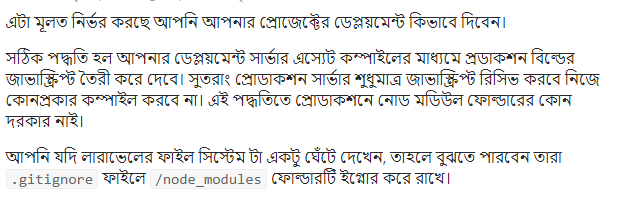 এটা মূলত নির্ভর করছে আপনি আপনার প্রোজেক্টের ডেপ্লয়মেন্ট কিভাবে দিবেন।
সঠিক পদ্ধতি হল আপনার ডেপ্লয়মেন্ট সার্ভার এস্যেট কম্পাইলের মাধ্যমে প্রডাকশন বিল্ডের
জাভাস্ক্রিপ্ট তৈরী করে দেবে। সুতরাং প্রোডাকশন সার্ভার শুধুমাত্র জাভাস্ক্রিপ্ট রিসিভ করবে নিজে
কোনপ্রকার কম্পাইল করবে না। এই পদ্ধতিতে প্রোডাকশনে নোড মডিউল ফোল্ডারের কোন
দরকার নাই।
আপনি যদি লারাভেলের ফাইল সিস্টেম টা একটু ঘেঁটে দেখেন, তাহলে বুঝতে পারবেন তারা
.gitignore ফাইলে /node_modules ফোল্ডারটি ইগ্নোর করে রাখে।